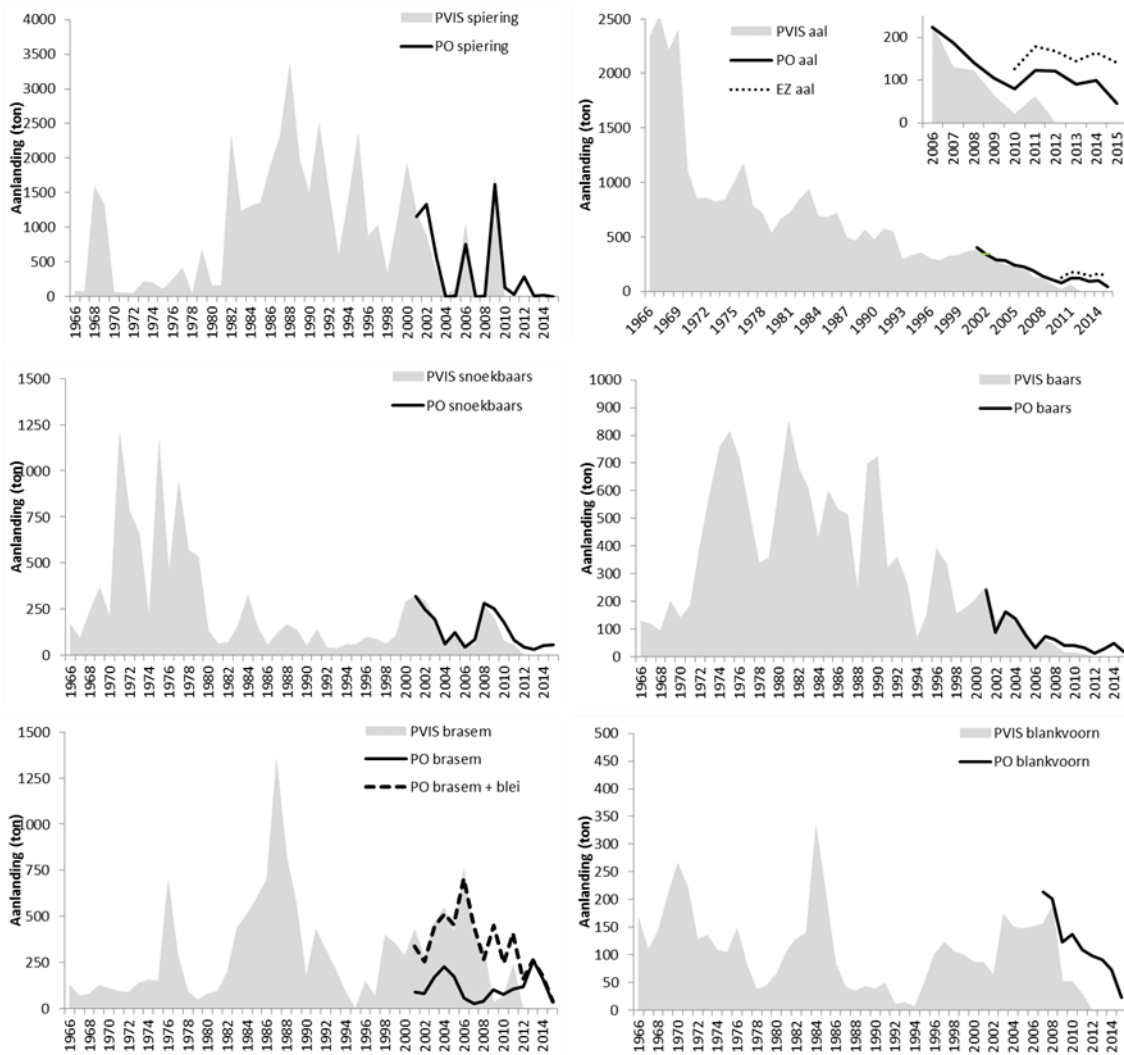 PVIS spiering
PO spiering
Aanlanding (ton)
4000
3500
3000
2500
2000
1500
1000
500
0
1966 1968 1970 1972 1974 1976 1978 1980 1982 1984 1986 1988 1990 1992 1994 1996 1998 2000 2002 2004 2006 2008 2010 2012 2014
PVIS aal
PO aal
EZ aal
Aanlanding (ton)
2500
2000
1500
1000
500
0
1966 1969 1972 1975 1978 1981 1984 1987 1990 1993 1996 1999 2002 2005 2008 2011 2014
200
100
0
2006 2007 2008 2009 2010 2011 2012 2013 2014 2015
PVIS snoekbaars
PO snoekbaars
Aanlanding (ton)
1500
1250
1000
750
500
250
0
1966 1968 1970 1972 1974 1976 1978 1980 1982 1984 1986 1988 1990 1992 1994 1996 1998 2000 2002 2004 2006 2008 2010 2012 2014
PVIS baars
PO baars
Aanlanding (ton)
1000
900
800
700
600
500
400
300
200
100
0
1966 1968 1970 1972 1974 1976 1978 1980 1982 1984 1986 1988 1990 1992 1994 1996 1998 2000 2002 2004 2006 2008 2010 2012 2014
PVIS brasem
PO brasem
PO brasem + blei
Aanlanding (ton)
1500
1250
1000
750
500
250
0
1966 1968 1970 1972 1974 1976 1978 1980 1982 1984 1986 1988 1990 1992 1994 1996 1998 2000 2002 2004 2006 2008 2010 2012 2014
PVIS blankvoorn
PO blankvoorn
Aanlanding (ton)
500
450
400
350
300
250
200
150
100
50
0
1966 1968 1970 1972 1974 1976 1978 1980 1982 1984 1986 1988 1990 1992 1994 1996 1998 2000 2002 2004 2006 2008 2010 2012 2014